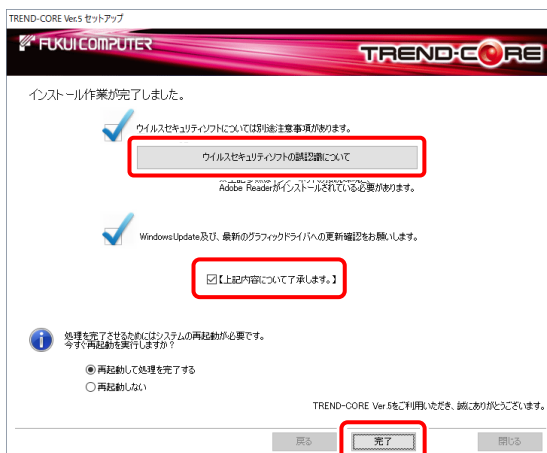 TREND-CORE Ver.5 セットアップ
FUKUI COMPUTER
TREND-CORE
インストール作業が完了しました。
ウイルスセキュリティソフトについては別途注意事項があります。
ウイルスセキュリティソフトの誤認識について
Adobe Readerがインストールされている必要があります。
WindowsUpdate及び、最新のグラフィックドライバへの更新確認をお願いします。
【上記内容について了承します。】
処理を完了させるためにはシステムの再起動が必要です。
今すぐ再起動を実行しますか?
再起動して処理を完了する
再起動しない
TREND-CORE Ver.5をご利用いただき、誠にありがとうございます。
戻る
完了
閉じる